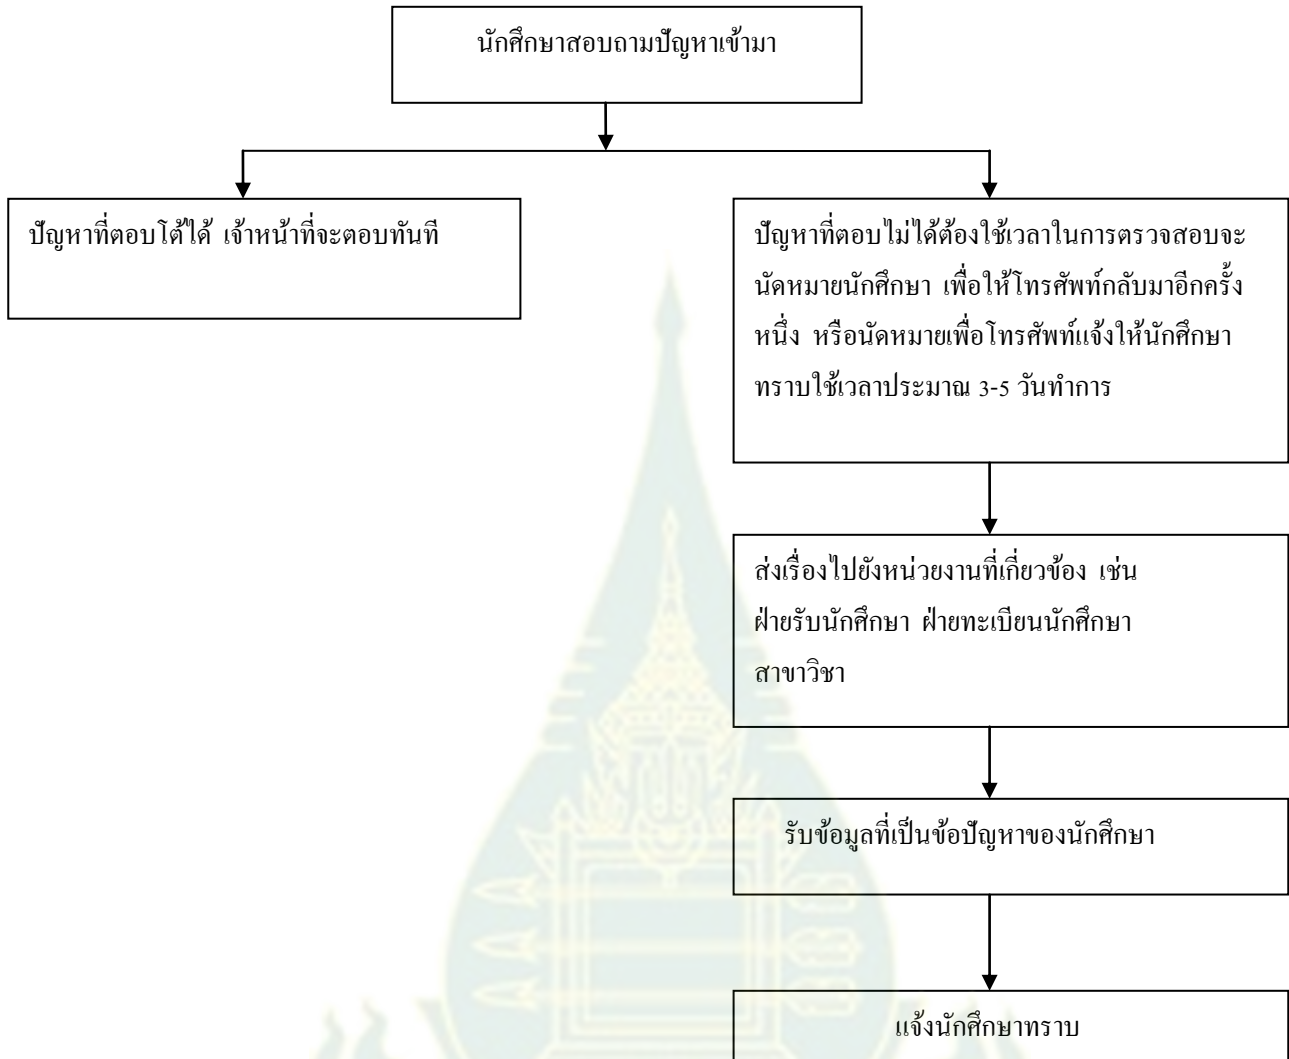 นักศึกษาสอบถามปัญหาเข้ามา
ปัญหาที่ตอบโต้ได้ เจ้าหน้าที่จะตอบทันที
ปัญหาที่ตอบไม่ได้ต้องใช้เวลาในการตรวจสอบจะ
นัดหมายนักศึกษา เพื่อให้โทรศัพท์กลับมาอีกครั้ง
หนึ่ง หรือนัดหมายเพื่อโทรศัพท์แจ้งให้นักศึกษา
ทราบใช้เวลาประมาณ 3-5 วันทำการ
ส่งเรื่องไปยังหน่วยงานที่เกี่ยวข้อง เช่น
ฝ่ายรับนักศึกษา ฝ่ายทะเบียนนักศึกษา
สาขาวิชา
รับข้อมูลที่เป็นข้อปัญหาของนักศึกษา
แจ้งนักศึกษาทราบ